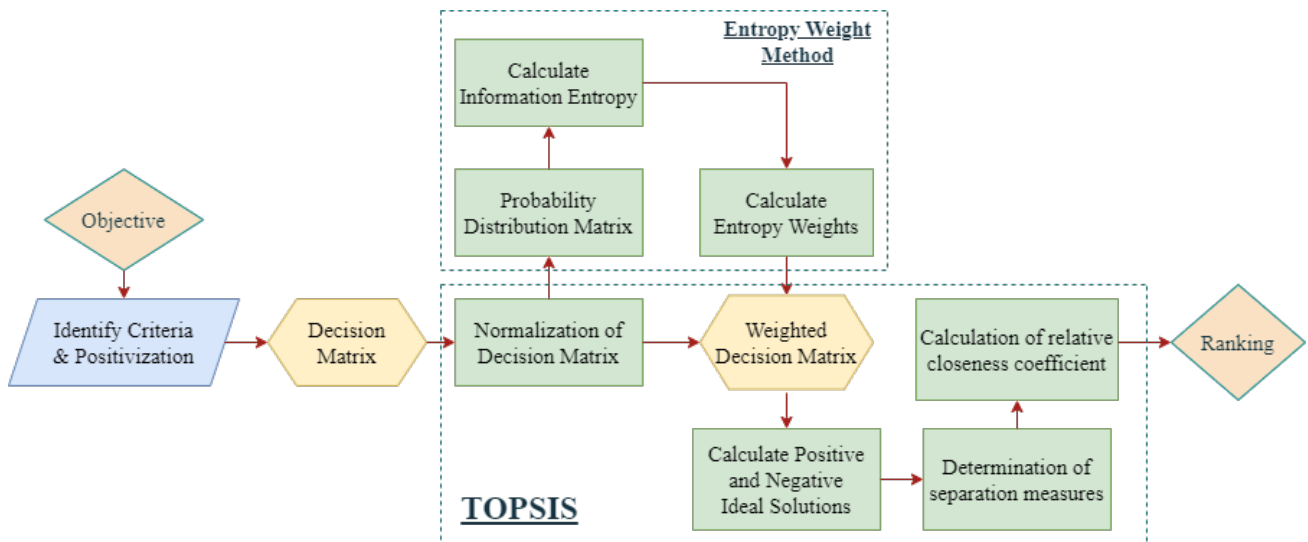 Entropy Weight
Method
Calculate
Information Entropy
Probability
Distribution Matrix
Calculate
Entropy Weights
Objective
Identify Criteria
& Positivization
Decision
Matrix
Normalization of
Decision Matrix
Weighted
Decision Matrix
Calculation of relative
closeness coefficient
Ranking
Calculate Positive
and Negative
Ideal Solutions
Determination of
separation measures
TOPSIS